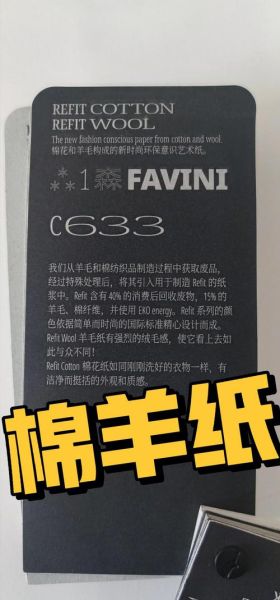 REFIT COTTON
REFIT WOOL
The new fashion conscious paper from cotton and wool.
棉花和羊毛构成的新时尚环保意识艺术纸。
1 森 FAVINI
C633
我们从羊毛和棉纺织品制造过程中获取废品，
经过特殊处理后，将其引入用于制造 Refit 的纸
浆中。Refit 含有 40% 的消费后回收废物，15% 的
羊毛、棉纤维，并使用 EKO energy。Refit 系列的颜
色依据简单而时尚的国际标准精心设计而成。
Refit Wool 羊毛纸有强烈的绒毛感，使它看上去如
此与众不同！
Refit Cotton 棉花纸如同刚刚洗好的衣物一样，有
洁净而挺括的外观和质感。
棉羊纸